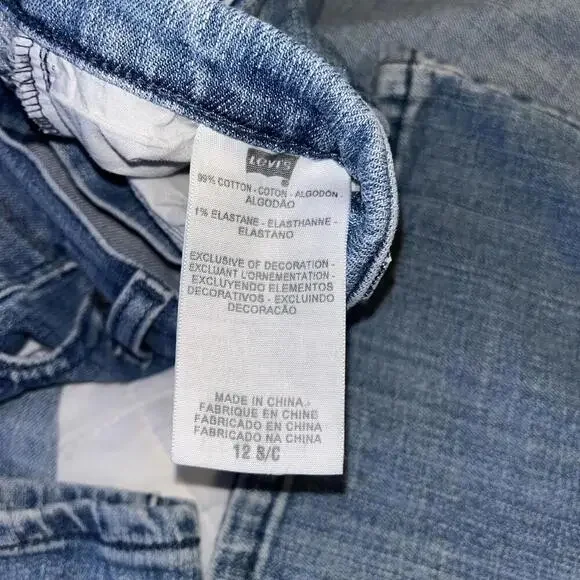 Levi's
®
99% COTTON - COTON - ALGODÓN -
ALGODÃO
1% ELASTANE - ELASTHANNE -
ELASTANO
EXCLUSIVE OF DECORATION -
EXCLUANT L'ORNEMENTATION -
EXCLUYENDO ELEMENTOS
DECORATIVOS - EXCLUINDO
DECORAÇÃO
MADE IN CHINA -
FABRIQUE EN CHINE
FABRICADO EN CHINA
FABRICADO NA CHINA
12 S/C